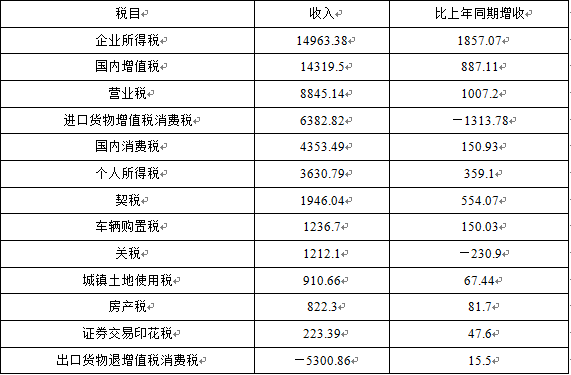 税目 收入 比上年同期增收
企业所得税 14963.38 1857.07
国内增值税 14319.5 887.11
营业税 8845.14 1007.2
进口货物增值税消费税 6382.82 －1313.78
国内消费税 4353.49 150.93
个人所得税 3630.79 359.1
契税 1946.04 554.07
车辆购置税 1236.7 150.03
关税 1212.1 －230.9
城镇土地使用税 910.66 67.44
房产税 822.3 81.7
证券交易印花税 223.39 47.6
出口货物退增值税消费税 －5300.86 15.5